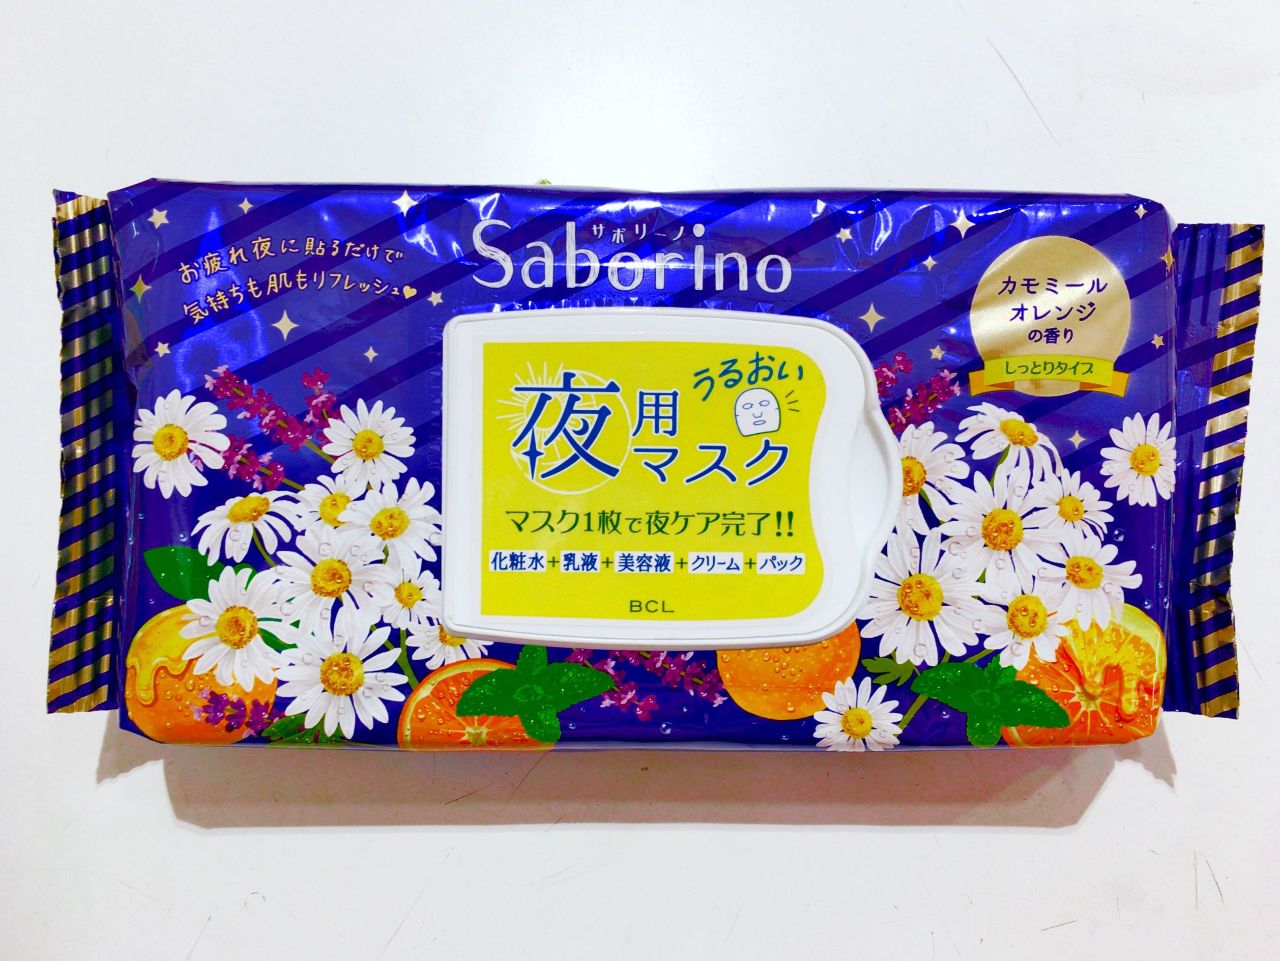 サボリーノ
Saborino
お疲れ夜に貼るだけで
気持ちも肌もリフレッシュ♥
カモミール
オレンジ
の香り
しっとりタイプ
うるおい
夜用
マスク
マスク1枚で夜ケア完了!!
化粧水+乳液+美容液+クリーム+パック
BCL